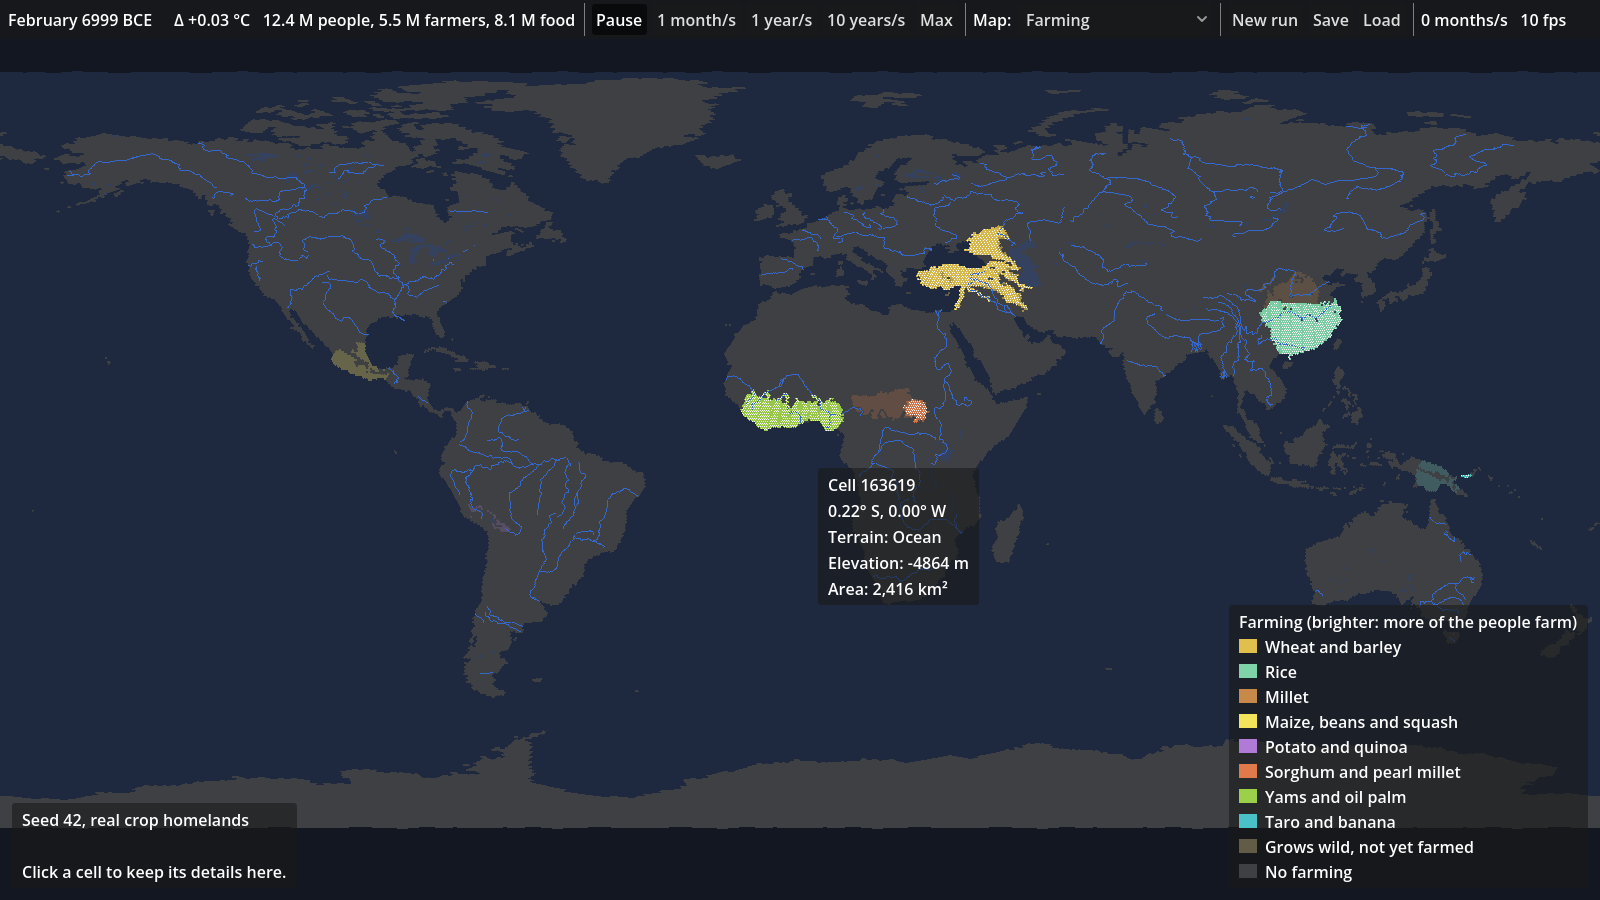 February 6999 BCE Δ +0.03 °C 12.4 M people, 5.5 M farmers, 8.1 M food Pause 1 month/s 1 year/s 10 years/s Max Map: Farming New run Save Load 0 months/s 10 fps
Cell 163619
0.22° S, 0.00° W
Terrain: Ocean
Elevation: -4864 m
Area: 2,416 km²
Farming (brighter: more of the people farm)
Wheat and barley
Rice
Millet
Maize, beans and squash
Potato and quinoa
Sorghum and pearl millet
Yams and oil palm
Taro and banana
Grows wild, not yet farmed
No farming
Seed 42, real crop homelands
Click a cell to keep its details here.